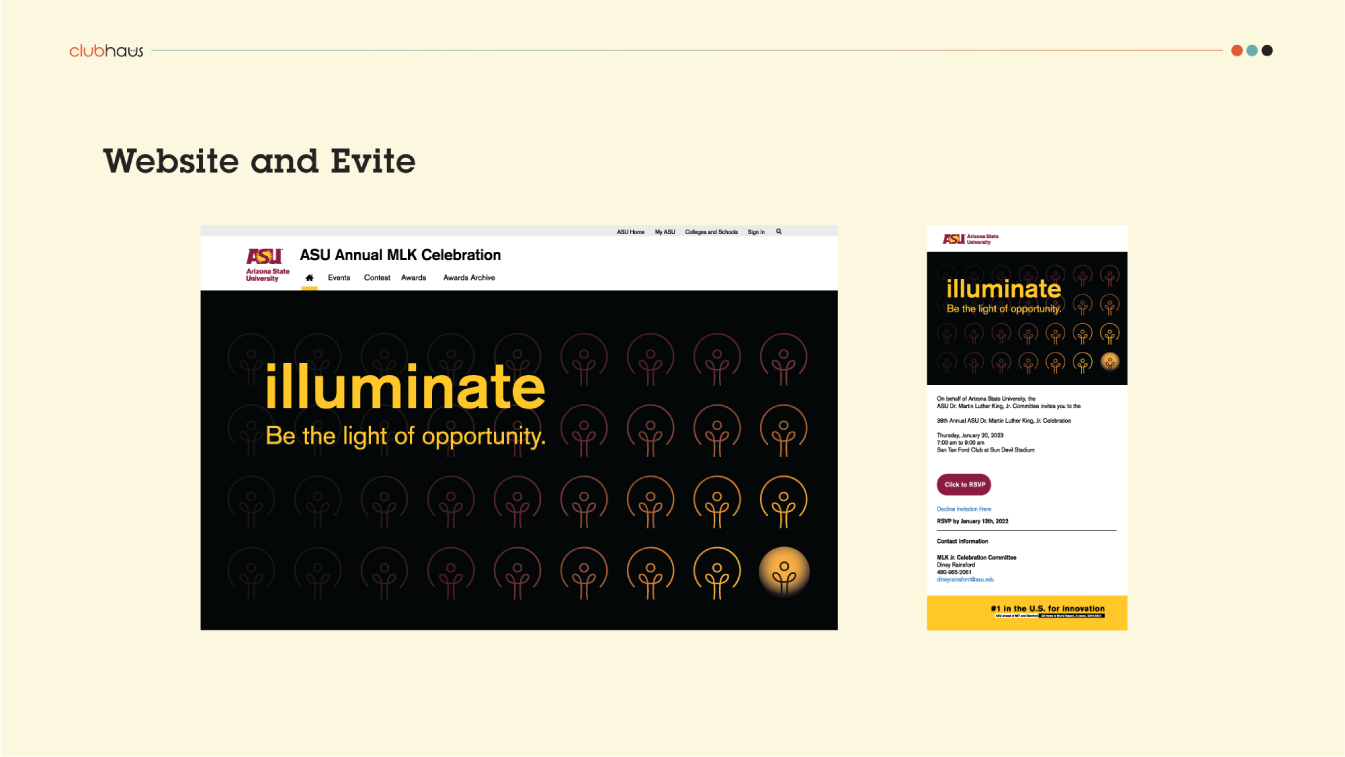 clubhaus
Website and Evite
ASU Home My ASU Colleges and Schools Sign In
ASU
Arizona State
University
ASU Annual MLK Celebration
Events Contest Awards Awards Archive
illuminate
Be the light of opportunity.
ASU Arizona State
University
illuminate
Be the light of opportunity.
On behalf of Arizona State University, the
ASU Dr. Martin Luther King, Jr. Committee invites you to the
38th Annual ASU Dr. Martin Luther King, Jr. Celebration
Thursday, January 20, 2023
7:00 am to 9:00 am
San Tan Ford Club at Sun Devil Stadium
Click to RSVP
Decline Invitation Here
RSVP by January 13th, 2022
Contact Information
MLK Jr. Celebration Committee
Diney Rainsford
480-965-2061
dineyrainsford@asu.edu
#1 in the U.S. for innovation